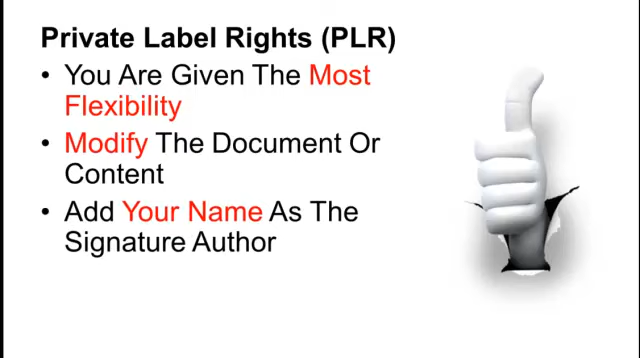 Private Label Rights (PLR)
• You Are Given The Most
Flexibility
• Modify The Document Or
Content
• Add Your Name As The
Signature Author